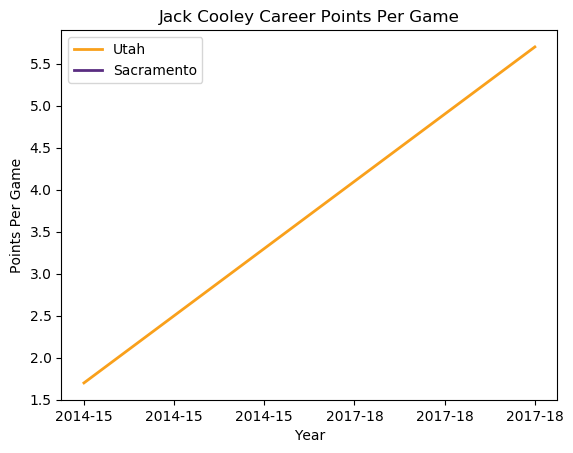 Jack Cooley Career Points Per Game
Utah
Sacramento
Points Per Game
5.5
5.0
4.5
4.0
3.5
3.0
2.5
2.0
1.5
2014-15 2014-15 2014-15 2017-18 2017-18 2017-18
Year